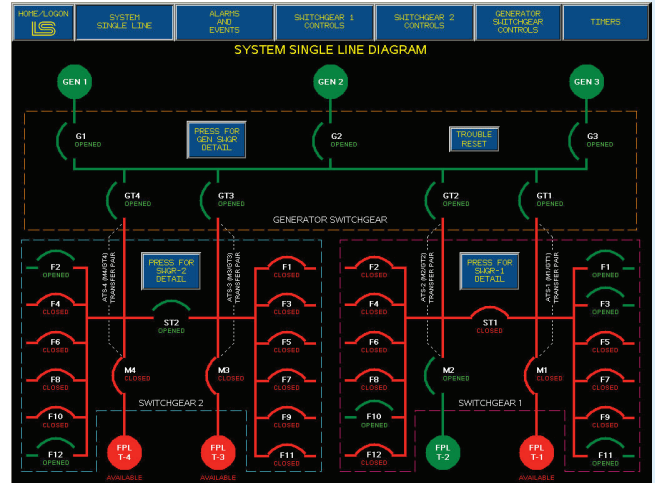 HOME/LOGON
LS
SYSTEM
SINGLE LINE
ALARMS
AND
EVENTS
SWITCHGEAR 1
CONTROLS
SWITCHGEAR 2
CONTROLS
GENERATOR
SWITCHGEAR
CONTROLS
TIMERS
SYSTEM SINGLE LINE DIAGRAM
GEN 1
GEN 2
GEN 3
G1
OPENED
PRESS FOR
GEN SWGR
DETAIL
G2
OPENED
TROUBLE
RESET
G3
OPENED
GT4
OPENED
GT3
OPENED
GT2
OPENED
GT1
OPENED
GENERATOR SWITCHGEAR
ATS-4 (M4/GT4)
TRANSFER PAIR
ATS-3 (M3/GT3)
TRANSFER PAIR
ATS-2 (M2/GT2)
TRANSFER PAIR
ATS-1 (M1/GT1)
TRANSFER PAIR
F2
OPENED
F4
CLOSED
F6
CLOSED
F8
CLOSED
F10
CLOSED
F12
OPENED
PRESS FOR
SWGR-2
DETAIL
ST2
OPENED
M4
CLOSED
M3
CLOSED
SWITCHGEAR 2
FPL
T-4
AVAILABLE
FPL
T-3
AVAILABLE
F1
CLOSED
F3
CLOSED
F5
CLOSED
F7
CLOSED
F9
CLOSED
F11
CLOSED
F2
CLOSED
F4
CLOSED
F6
CLOSED
F8
CLOSED
F10
OPENED
F12
CLOSED
PRESS FOR
SWGR-1
DETAIL
ST1
CLOSED
M2
OPENED
M1
CLOSED
SWITCHGEAR 1
FPL
T-2
FPL
T-1
AVAILABLE
F1
OPENED
F3
OPENED
F5
CLOSED
F7
CLOSED
F9
CLOSED
F11
OPENED